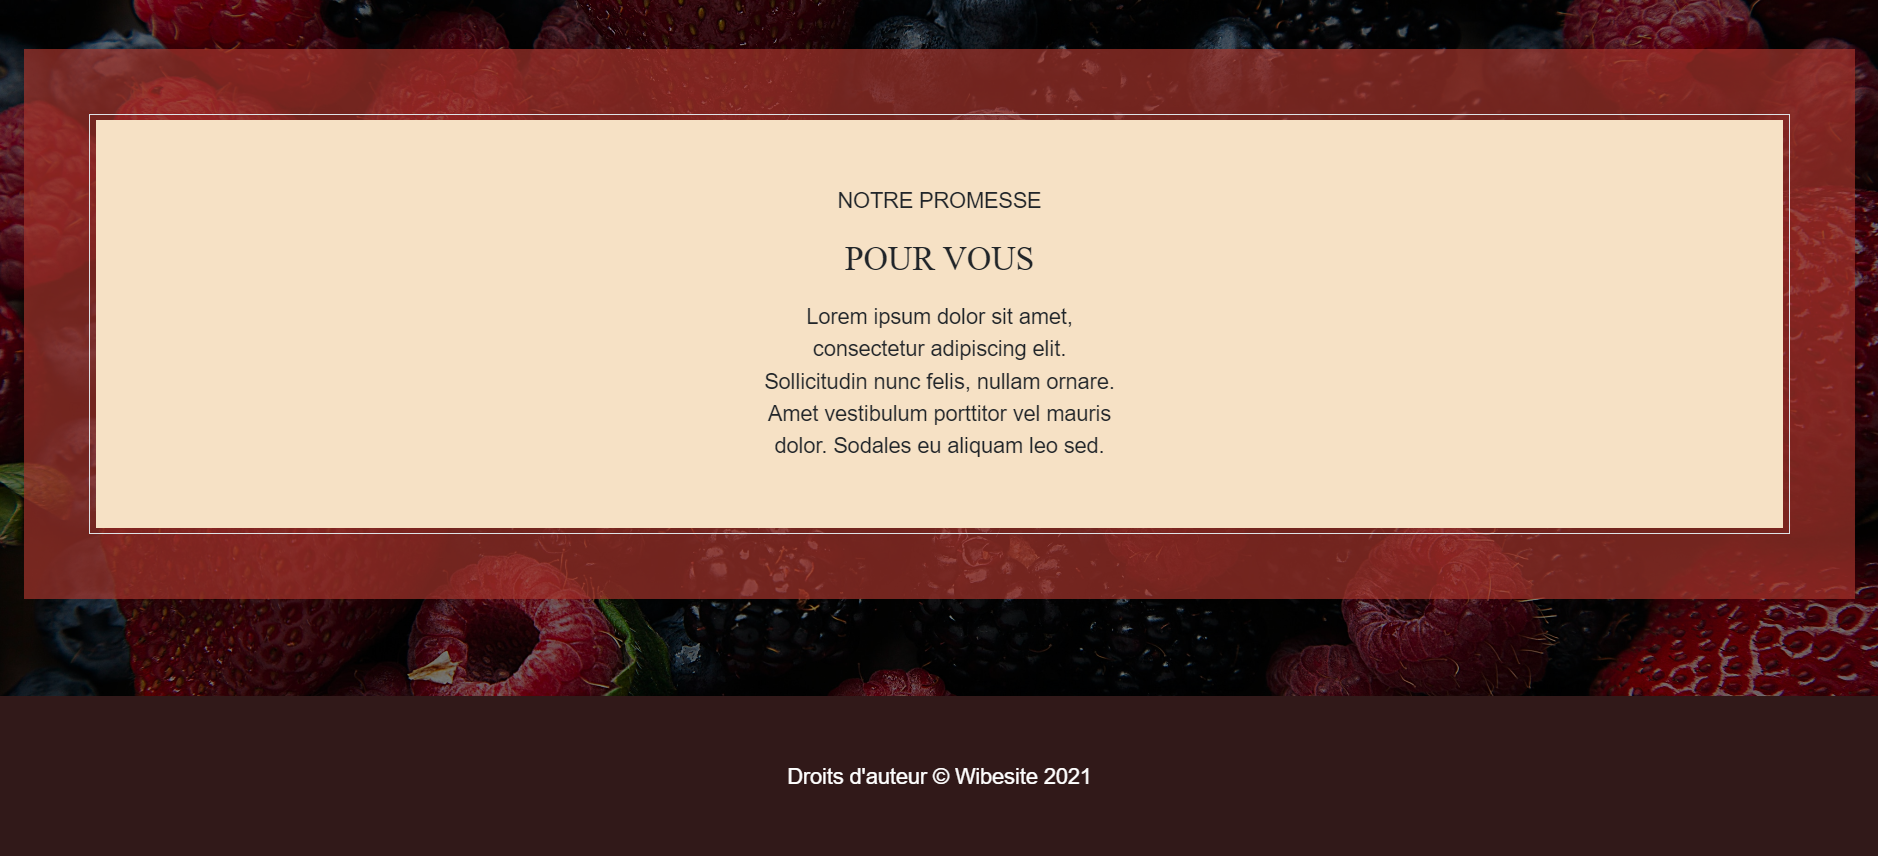 NOTRE PROMESSE
POUR VOUS
Lorem ipsum dolor sit amet,
consectetur adipiscing elit.
Sollicitudin nunc felis, nullam ornare.
Amet vestibulum porttitor vel mauris
dolor. Sodales eu aliquam leo sed.
Droits d'auteur © Wibesite 2021